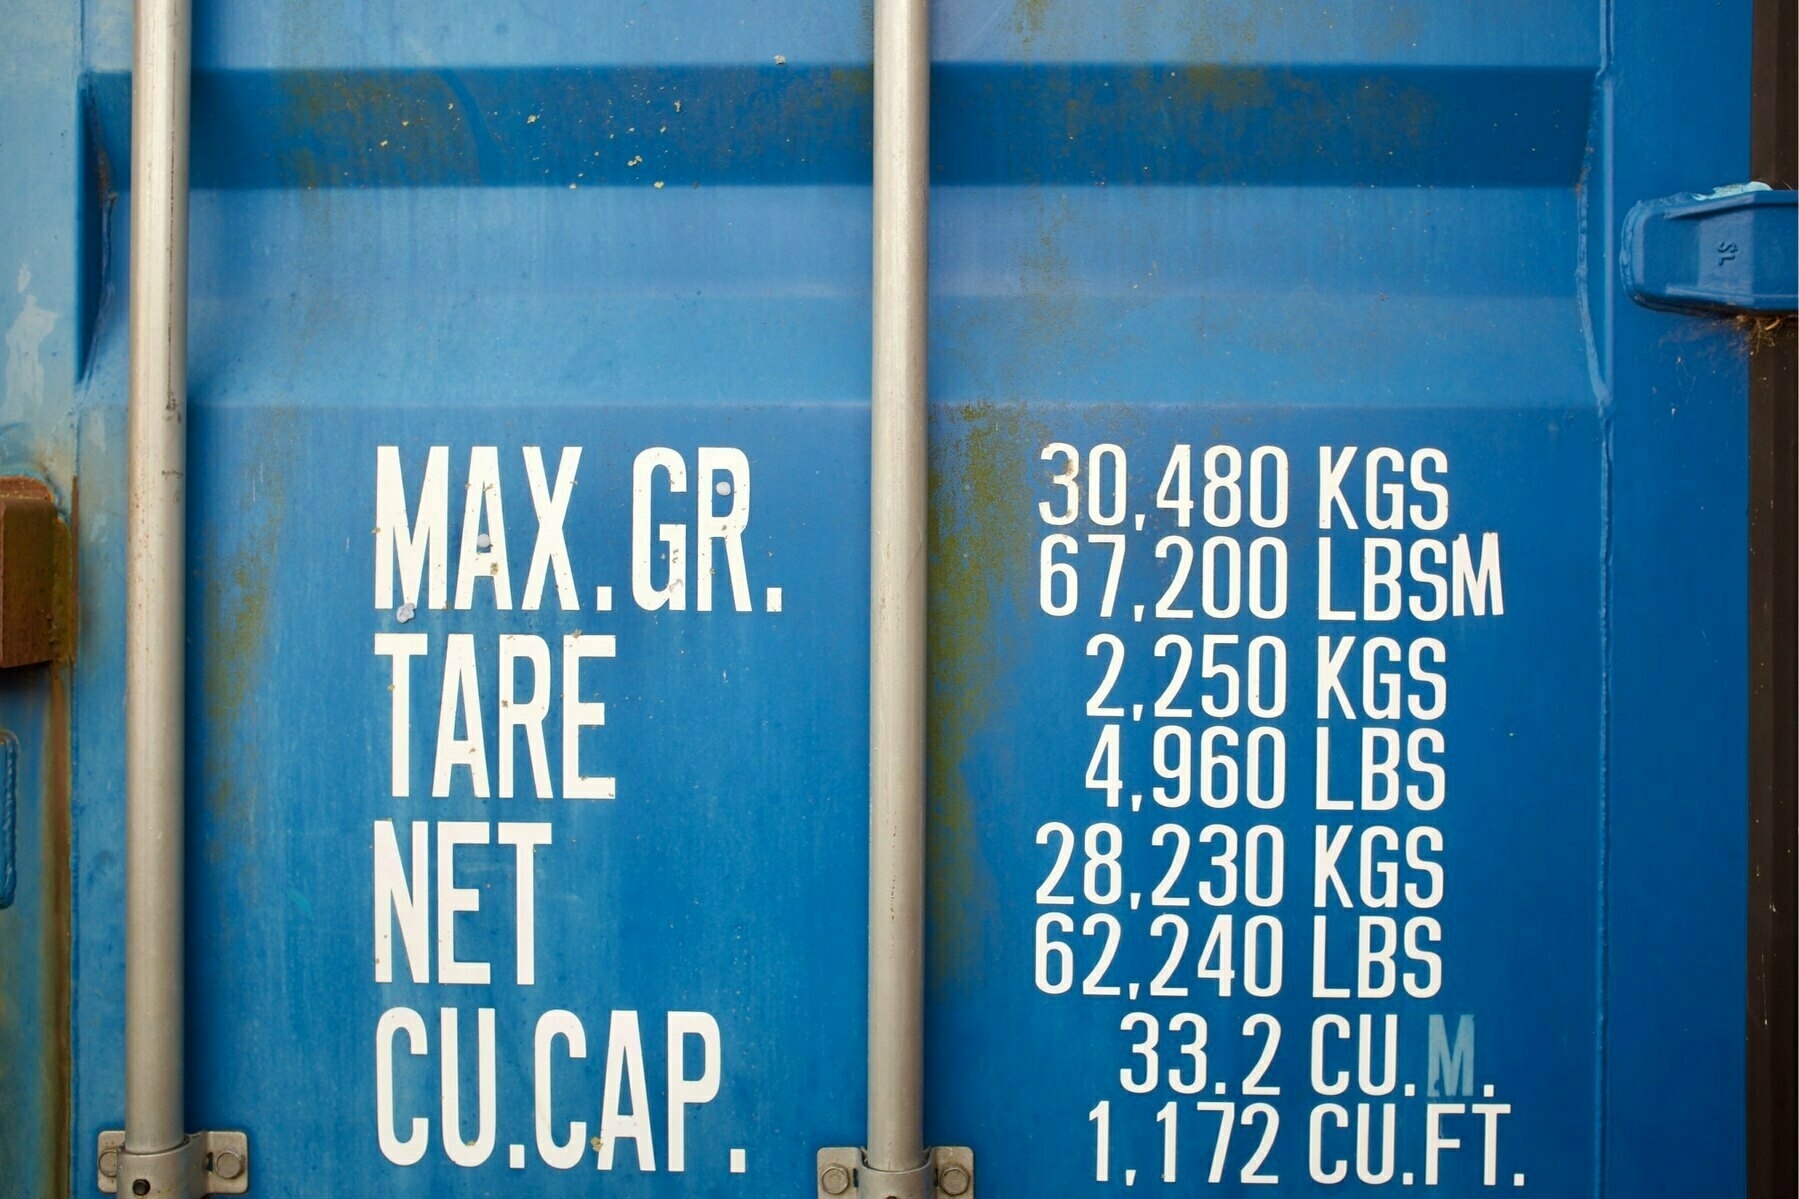 SL
MAX.GR. 30,480 KGS
67,200 LBSM
TARE 2,250 KGS
4,960 LBS
NET 28,230 KGS
62,240 LBS
CU.CAP. 33.2 CU.M.
1,172 CU.FT.